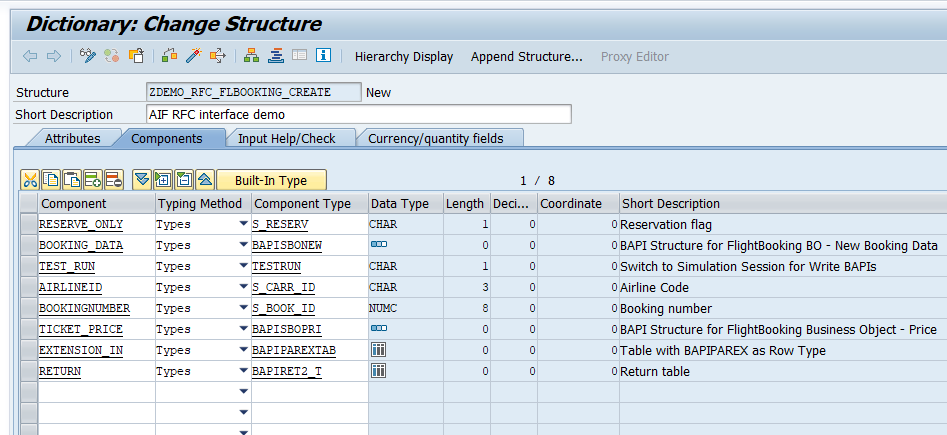 Dictionary: Change Structure
Hierarchy Display Append Structure... Proxy Editor
Structure ZDEMO_RFC_FLBOOKING_CREATE New
Short Description AIF RFC interface demo
Attributes Components Input Help/Check Currency/quantity fields
Built-In Type 1 / 8
Component Typing Method Component Type Data Type Length Deci... Coordinate Short Description
RESERVE_ONLY Types S_RESERV CHAR 1 0 0 Reservation flag
BOOKING_DATA Types BAPISBONEW 0 0 0 BAPI Structure for FlightBooking BO - New Booking Data
TEST_RUN Types TESTRUN CHAR 1 0 0 Switch to Simulation Session for Write BAPIs
AIRLINEID Types S_CARR_ID CHAR 3 0 0 Airline Code
BOOKINGNUMBER Types S_BOOK_ID NUMC 8 0 0 Booking number
TICKET_PRICE Types BAPISBOPRI 0 0 0 BAPI Structure for FlightBooking Business Object - Price
EXTENSION_IN Types BAPIPAREXTAB 0 0 0 Table with BAPIPAREX as Row Type
RETURN Types BAPIRET2_T 0 0 0 Return table